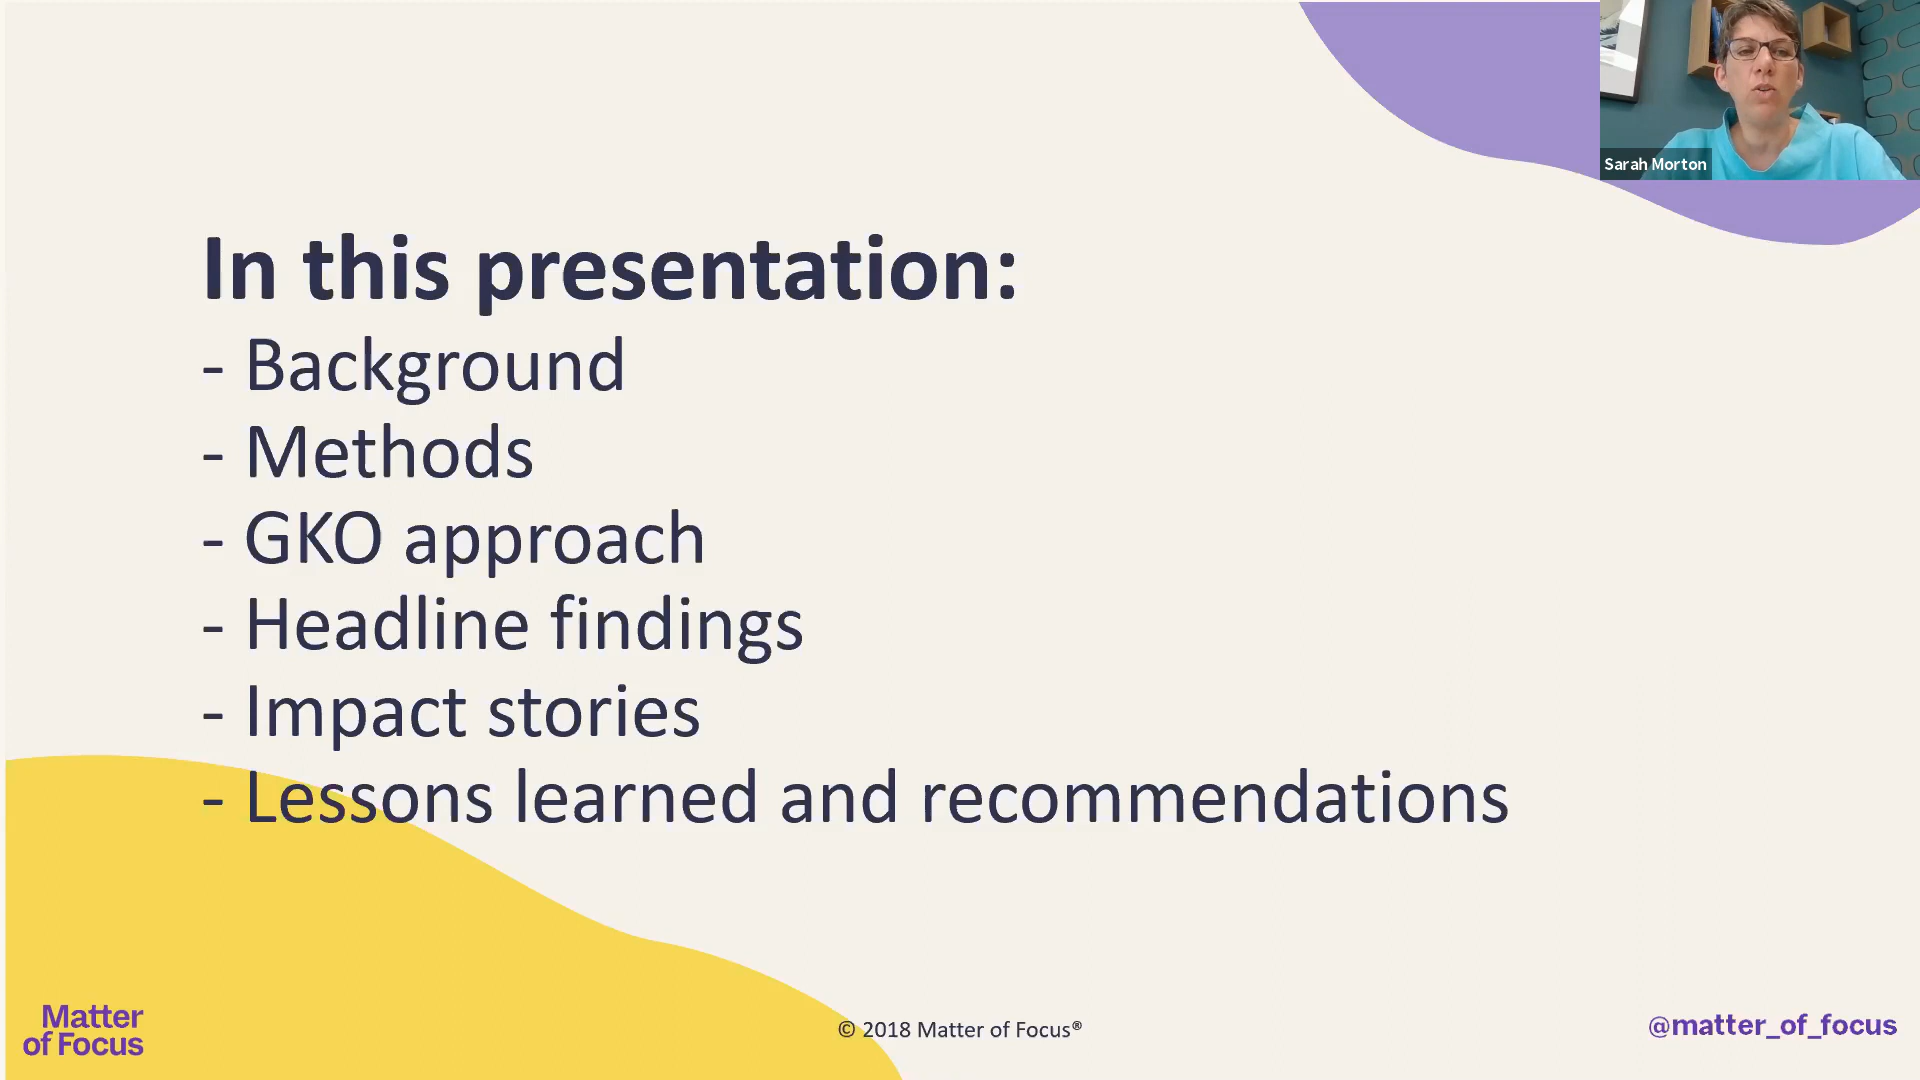 Sarah Morton
In this presentation:
- Background
- Methods
- GKO approach
- Headline findings
- Impact stories
- Lessons learned and recommendations
Matter
of Focus
© 2018 Matter of Focus®
@matter_of_focus